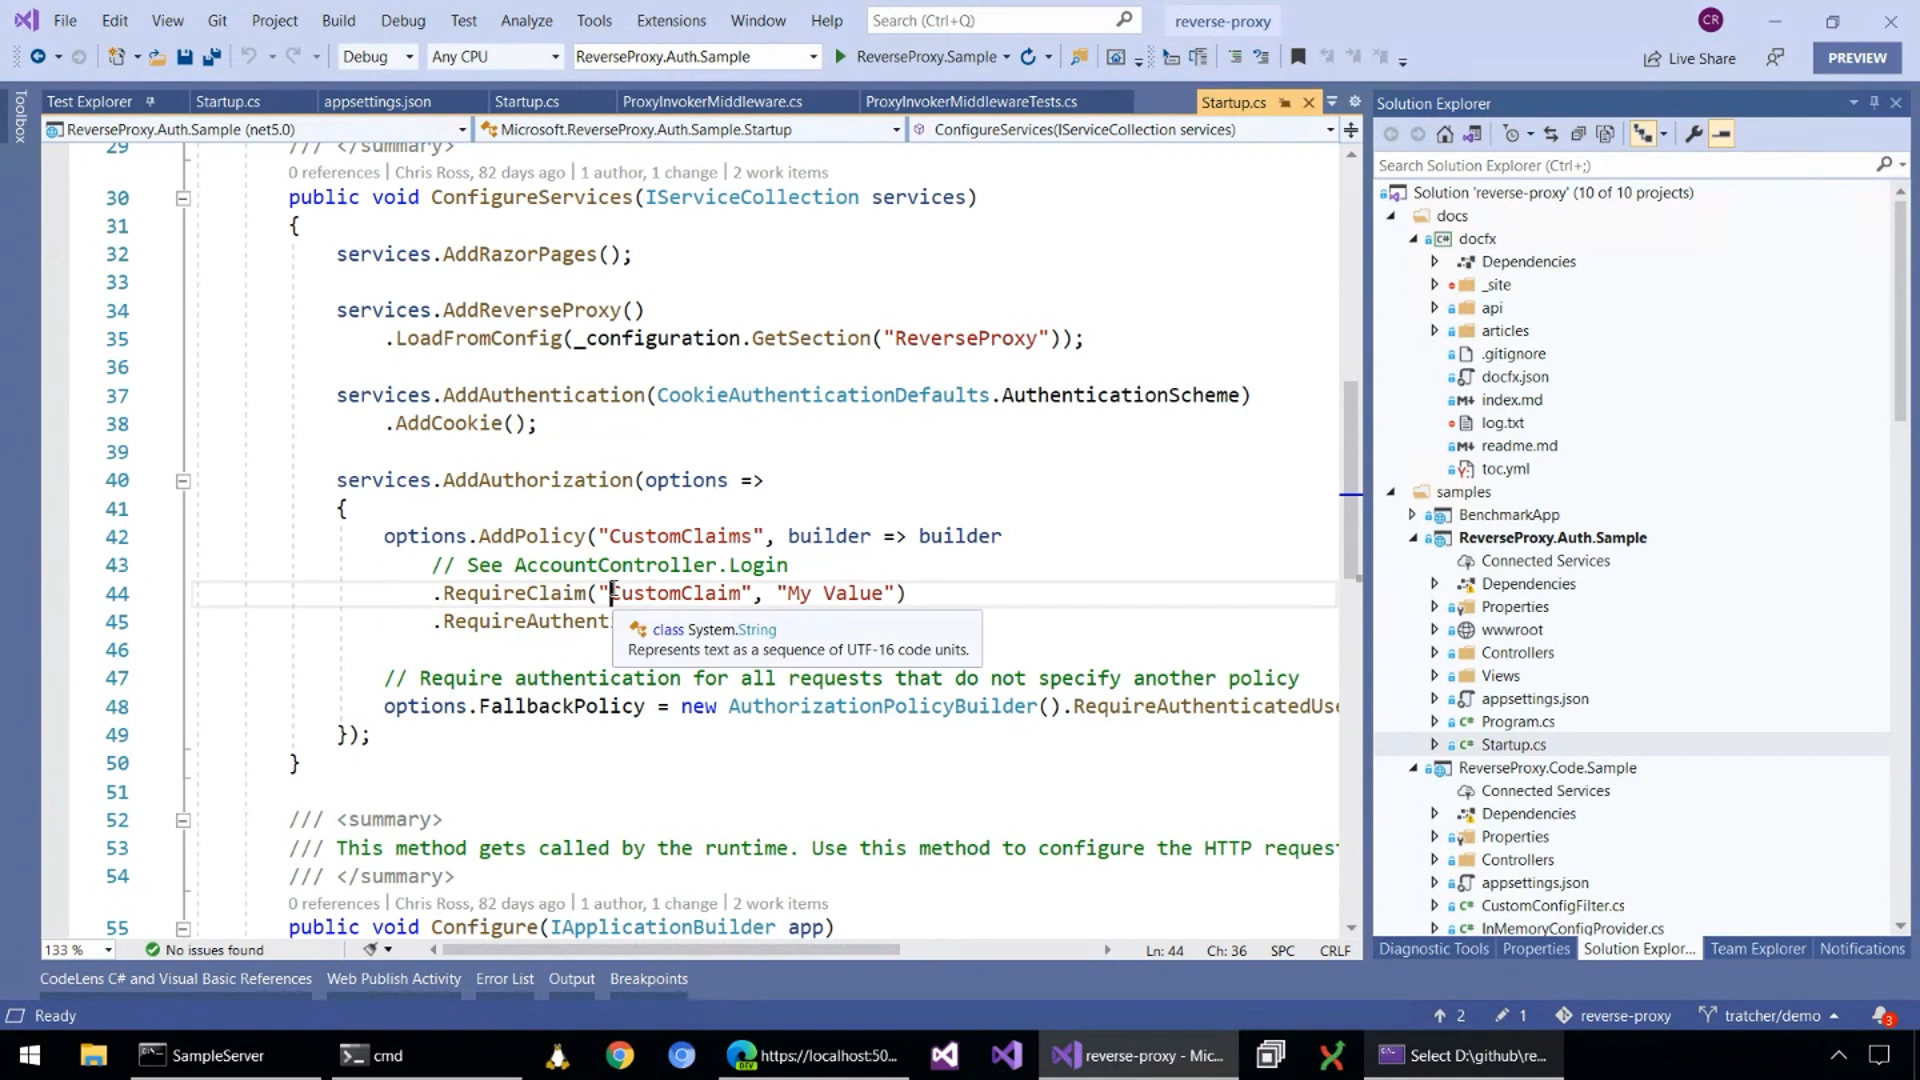 File Edit View Git Project Build Debug Test Analyze Tools Extensions Window Help Search (Ctrl+Q) reverse-proxy CR
Debug Any CPU ReverseProxy.Auth.Sample ReverseProxy.Sample Live Share PREVIEW
Toolbox
Test Explorer Startup.cs appsettings.json Startup.cs ProxyInvokerMiddleware.cs ProxyInvokerMiddlewareTests.cs Startup.cs
ReverseProxy.Auth.Sample (net5.0) Microsoft.ReverseProxy.Auth.Sample.Startup ConfigureServices(IServiceCollection services)
29 /// </summary>
0 references | Chris Ross, 82 days ago | 1 author, 1 change | 2 work items
30 public void ConfigureServices(IServiceCollection services)
31 {
32 services.AddRazorPages();
33
34 services.AddReverseProxy()
35 .LoadFromConfig(_configuration.GetSection("ReverseProxy"));
36
37 services.AddAuthentication(CookieAuthenticationDefaults.AuthenticationScheme)
38 .AddCookie();
39
40 services.AddAuthorization(options =>
41 {
42 options.AddPolicy("CustomClaims", builder => builder
43 // See AccountController.Login
44 .RequireClaim("CustomClaim", "My Value")
45 .RequireAuthenti
class System.String
Represents text as a sequence of UTF-16 code units.
46
47 // Require authentication for all requests that do not specify another policy
48 options.FallbackPolicy = new AuthorizationPolicyBuilder().RequireAuthenticatedUse
49 });
50 }
51
52 /// <summary>
53 /// This method gets called by the runtime. Use this method to configure the HTTP request
54 /// </summary>
0 references | Chris Ross, 82 days ago | 1 author, 1 change | 2 work items
55 public void Configure(IApplicationBuilder app)
133 % No issues found Ln: 44 Ch: 36 SPC CRLF
Solution Explorer
Search Solution Explorer (Ctrl+;)
Solution 'reverse-proxy' (10 of 10 projects)
docs
C# docfx
Dependencies
_site
api
articles
.gitignore
docfx.json
M index.md
log.txt
M readme.md
toc.yml
samples
BenchmarkApp
ReverseProxy.Auth.Sample
Connected Services
Dependencies
Properties
wwwroot
Controllers
Views
appsettings.json
C# Program.cs
C# Startup.cs
ReverseProxy.Code.Sample
Connected Services
Dependencies
Properties
Controllers
appsettings.json
C# CustomConfigFilter.cs
C# InMemoryConfigProvider.cs
Diagnostic Tools Properties Solution Explor... Team Explorer Notifications
CodeLens C# and Visual Basic References Web Publish Activity Error List Output Breakpoints
Ready 2 1 reverse-proxy tratcher/demo 3
SampleServer cmd DEV https://localhost:50... reverse-proxy - Mic... Select D:\github\re...